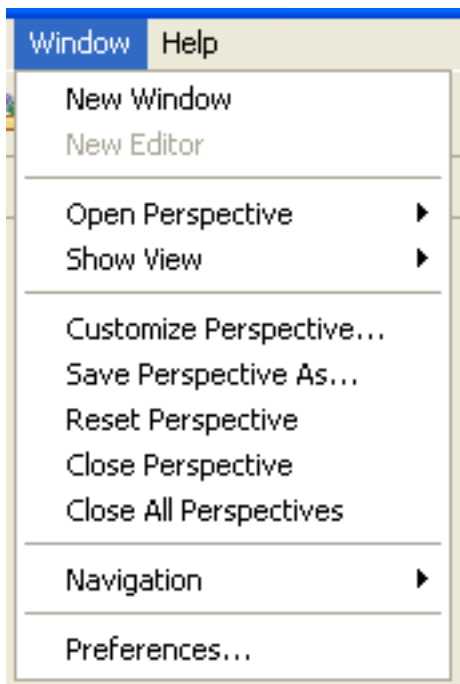 Window Help
New Window
New Editor
Open Perspective
Show View
Customize Perspective...
Save Perspective As...
Reset Perspective
Close Perspective
Close All Perspectives
Navigation
Preferences...